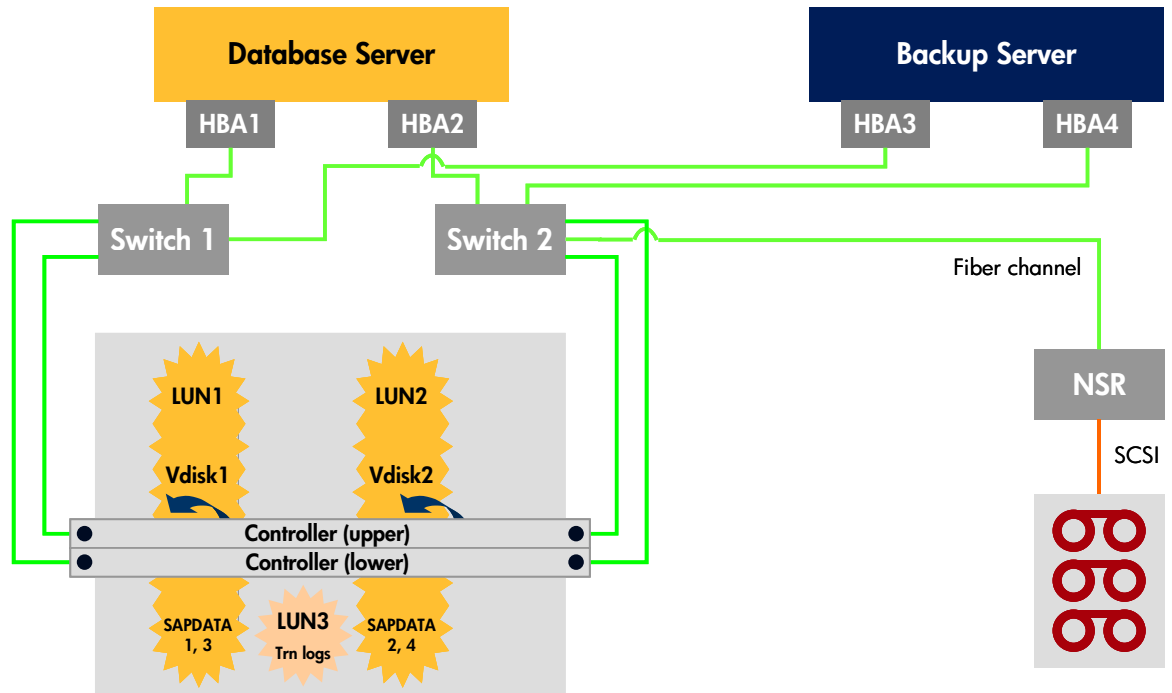 Database Server
Backup Server
HBA1
HBA2
HBA3
HBA4
Switch 1
Switch 2
Fiber channel
NSR
SCSI
LUN1
LUN2
Vdisk1
Vdisk2
Controller (upper)
Controller (lower)
SAPDATA
1, 3
LUN3
Trn logs
SAPDATA
2, 4